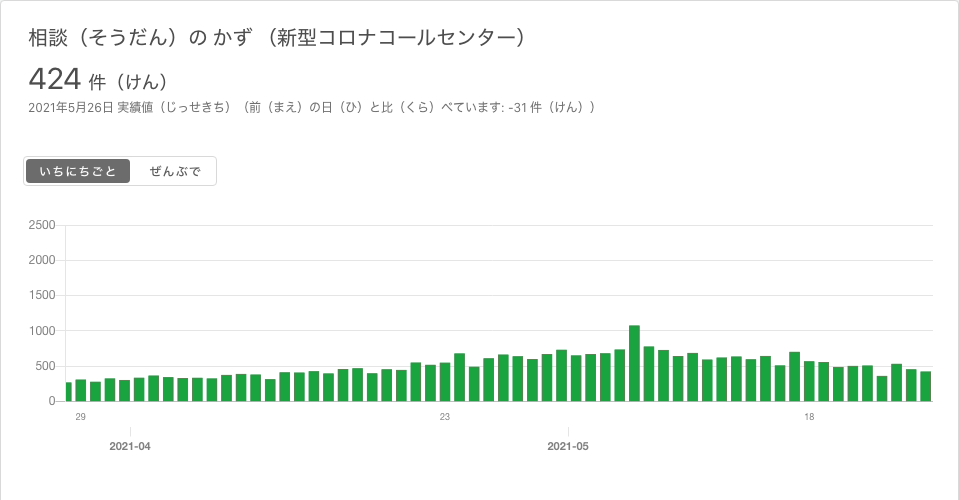 相談（そうだん）の かず （新型コロナコールセンター）
424 件（けん）
2021年5月26日 実績値（じっせきち）（前（まえ）の日（ひ）と比（くら）べています: -31 件（けん））
いちにちごと ぜんぶで
2500
2000
1500
1000
500
0
29 23 18
2021-04 2021-05